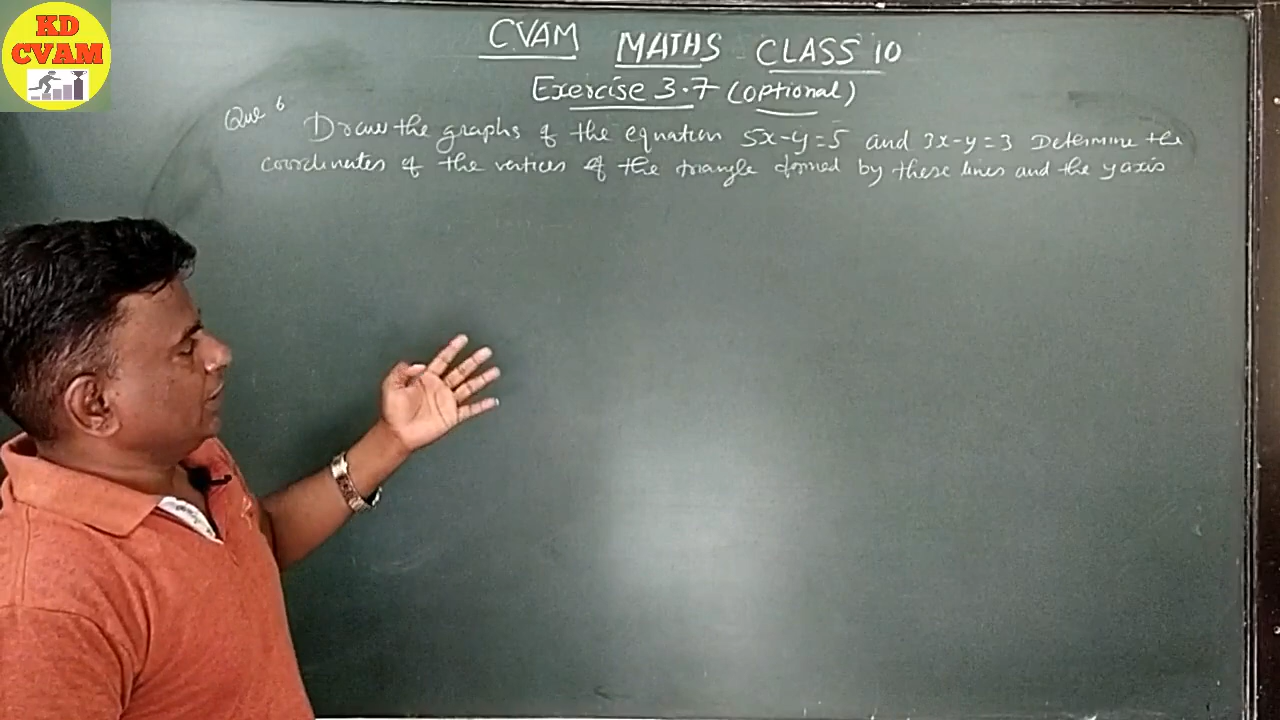 KD
CVAM
CVAM MATHS CLASS 10
Exercise 3.7 (optional)
Que 6 Draw the graphs of the equation 5x-y=5 and 3x-y=3 Determine the
coordinates of the vertices of the triangle formed by these lines and the y axis